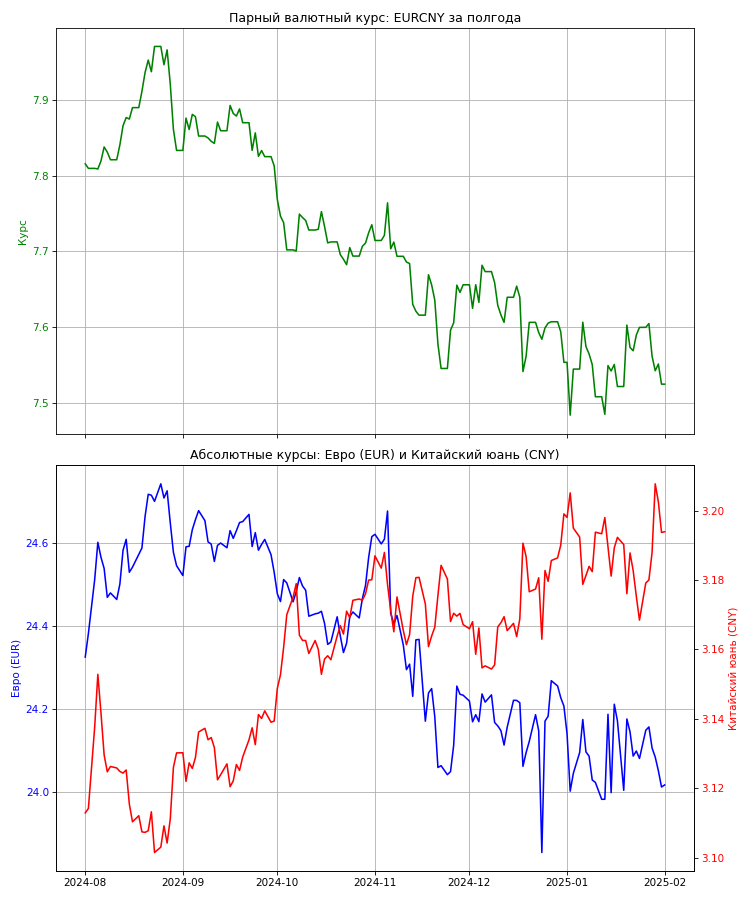 Парный валютный курс: EURCNY за полгода
Курс
7.9
7.8
7.7
7.6
7.5
Абсолютные курсы: Евро (EUR) и Китайский юань (CNY)
Евро (EUR)
24.6
24.4
24.2
24.0
3.20
3.18
3.16
3.14
3.12
3.10
Китайский юань (CNY)
2024-08 2024-09 2024-10 2024-11 2024-12 2025-01 2025-02